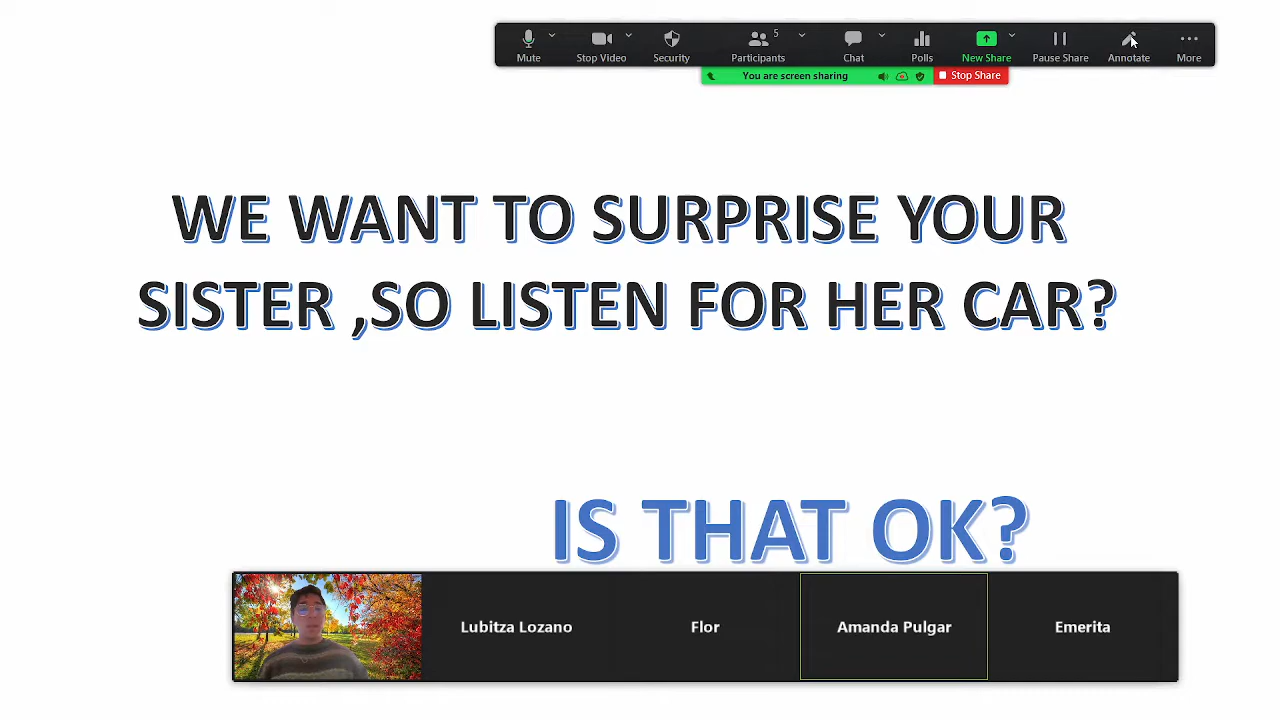 5
Mute
Stop Video
Security
Participants
Chat
Polls
New Share
Pause Share
Annotate
More
You are screen sharing
Stop Share
WE WANT TO SURPRISE YOUR
SISTER ,SO LISTEN FOR HER CAR?
IS THAT OK?
Lubitza Lozano
Flor
Amanda Pulgar
Emerita